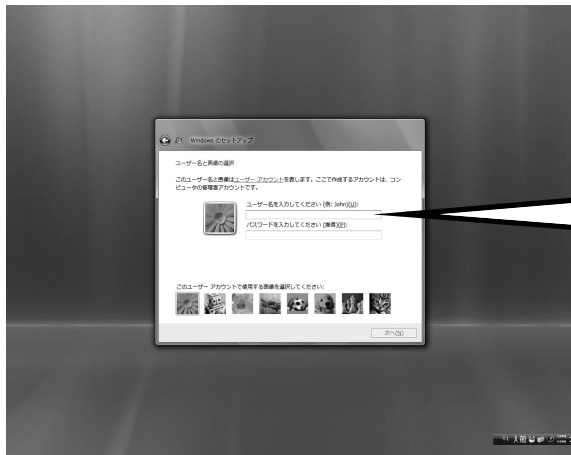 Windows のセットアップ
ユーザー名と画像の選択
このユーザー名と画像はユーザー アカウントを表します。ここで作成するアカウントは、コン
ピュータの管理者アカウントです。
ユーザー名を入力してください (例: John)(U):
パスワードを入力してください (推奨)(P):
このユーザー アカウントで使用する画像を選択してください:
次へ(N)
A 般